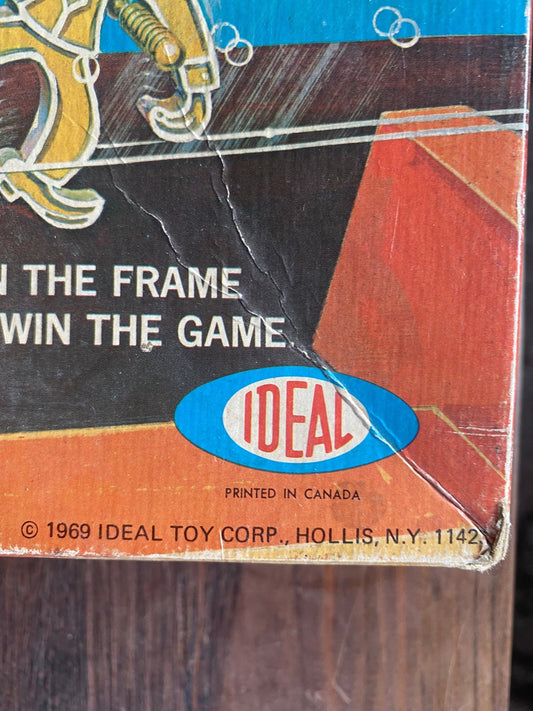 N THE FRAME
WIN THE GAME
IDEAL
PRINTED IN CANADA
© 1969 IDEAL TOY CORP., HOLLIS, N.Y. 1142